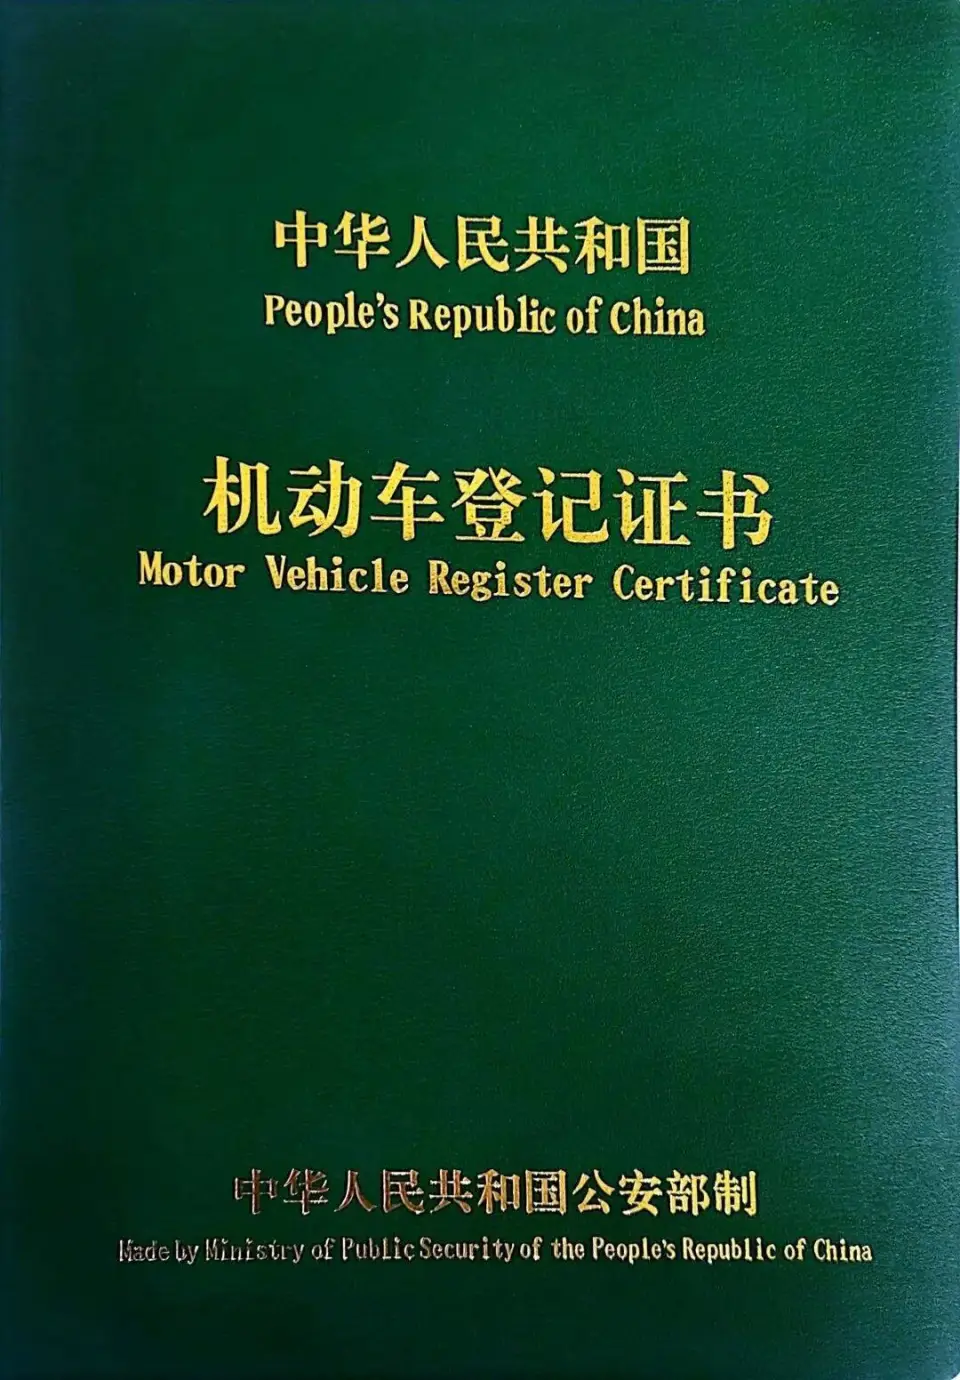 中华人民共和国
People's Republic of China
机动车登记证书
Motor Vehicle Register Certificate
中华人民共和国公安部制
Made by Ministry of Public Security of the People's Republic of China